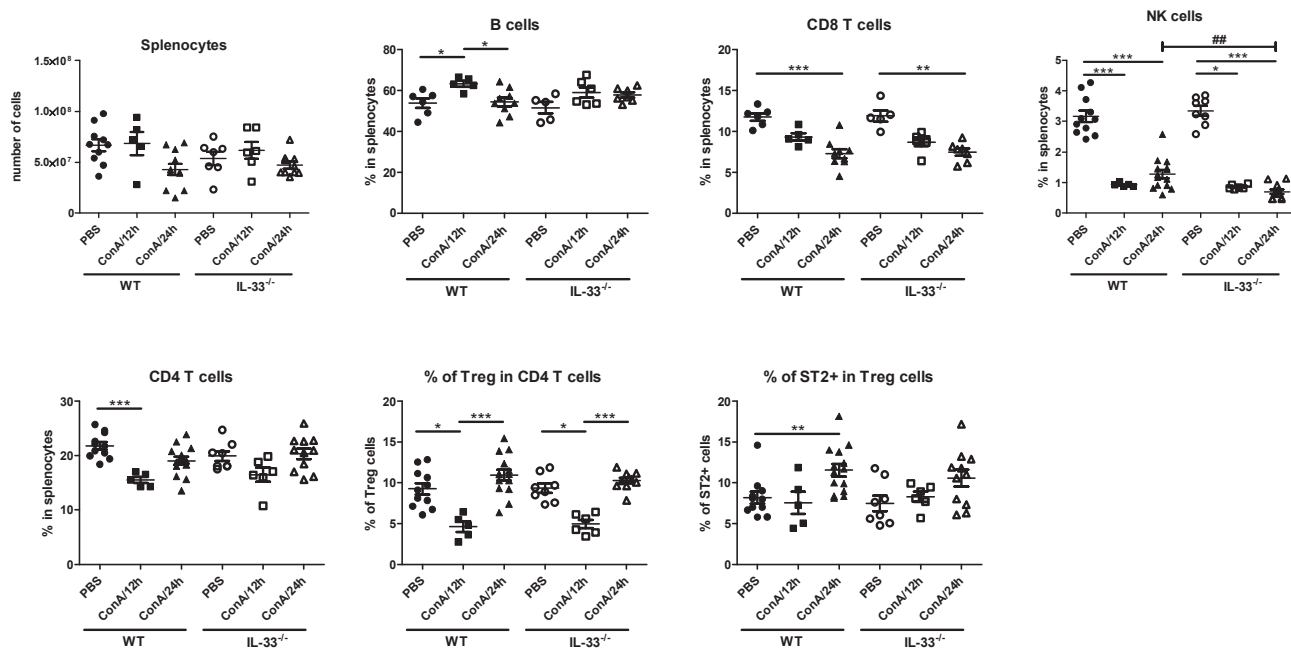 Splenocytes
number of cells
1.5×10⁸
1.0×10⁸
5.0×10⁷
0
PBS
ConA/12h
ConA/24h
PBS
ConA/12h
ConA/24h
WT
IL-33-/-
B cells
% in splenocytes
80
60
40
20
0
*
*
PBS
ConA/12h
ConA/24h
PBS
ConA/12h
ConA/24h
WT
IL-33-/-
CD8 T cells
% in splenocytes
20
15
10
5
0
***
**
PBS
ConA/12h
ConA/24h
PBS
ConA/12h
ConA/24h
WT
IL-33-/-
NK cells
% in splenocytes
5
4
3
2
1
0
##
***
***
***
*
PBS
ConA/12h
ConA/24h
PBS
ConA/12h
ConA/24h
WT
IL-33-/-
CD4 T cells
% in splenocytes
30
20
10
0
***
PBS
ConA/12h
ConA/24h
PBS
ConA/12h
ConA/24h
WT
IL-33-/-
% of Treg in CD4 T cells
% of Treg cells
20
15
10
5
0
*
***
*
***
PBS
ConA/12h
ConA/24h
PBS
ConA/12h
ConA/24h
WT
IL-33-/-
% of ST2+ in Treg cells
% of ST2+ cells
20
15
10
5
0
**
PBS
ConA/12h
ConA/24h
PBS
ConA/12h
ConA/24h
WT
IL-33-/-